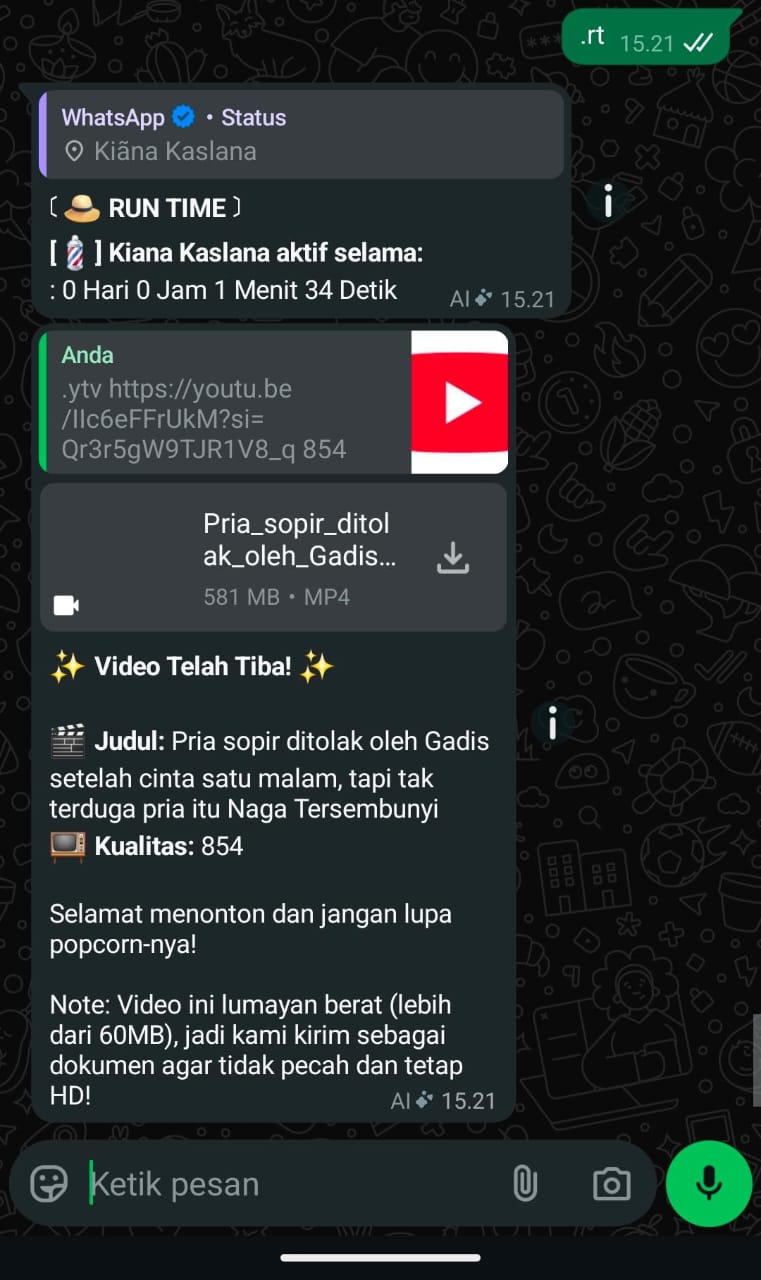 .rt 15.21
WhatsApp • Status
Kiãna Kaslana
〔👒 RUN TIME〕
[💈] Kiana Kaslana aktif selama:
: 0 Hari 0 Jam 1 Menit 34 Detik
AI 15.21
Anda
.ytv https://youtu.be
/IIc6eFFrUkM?si=
Qr3r5gW9TJR1V8_q 854
Pria_sopir_ditol
ak_oleh_Gadis...
581 MB • MP4
✨ Video Telah Tiba! ✨
🎬 Judul: Pria sopir ditolak oleh Gadis
setelah cinta satu malam, tapi tak
terduga pria itu Naga Tersembunyi
📺 Kualitas: 854
Selamat menonton dan jangan lupa
popcorn-nya!
Note: Video ini lumayan berat (lebih
dari 60MB), jadi kami kirim sebagai
dokumen agar tidak pecah dan tetap
HD!
AI 15.21
Ketik pesan